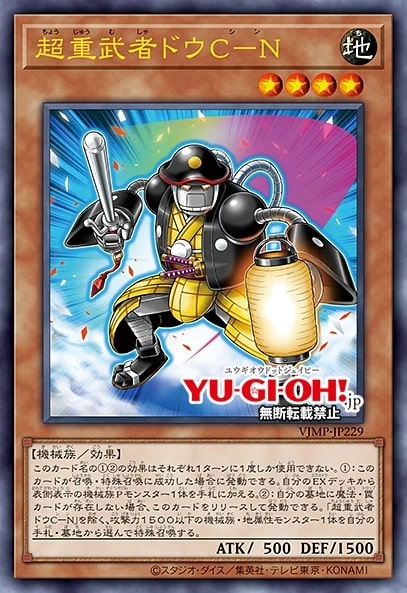 超重武者ドウC－N
地
ユウギオウドットジェイピー
YU-GI-OH!.jp
無断転載禁止
VJMP-JP229
【機械族／効果】
このカード名の①②の効果はそれぞれ1ターンに1度しか使用できない。①：この
カードが召喚・特殊召喚に成功した場合に発動できる。自分のEXデッキから
表側表示の機械族Pモンスター1体を手札に加える。②：自分の墓地に魔法・罠
カードが存在しない場合、このカードをリリースして発動できる。「超重武者
ドウC－N」を除く、攻撃力1500以下の機械族・地属性モンスター1体を自分の
手札・墓地から選んで特殊召喚する。
ATK/ 500 DEF/1500
©スタジオ・ダイス／集英社・テレビ東京・KONAMI